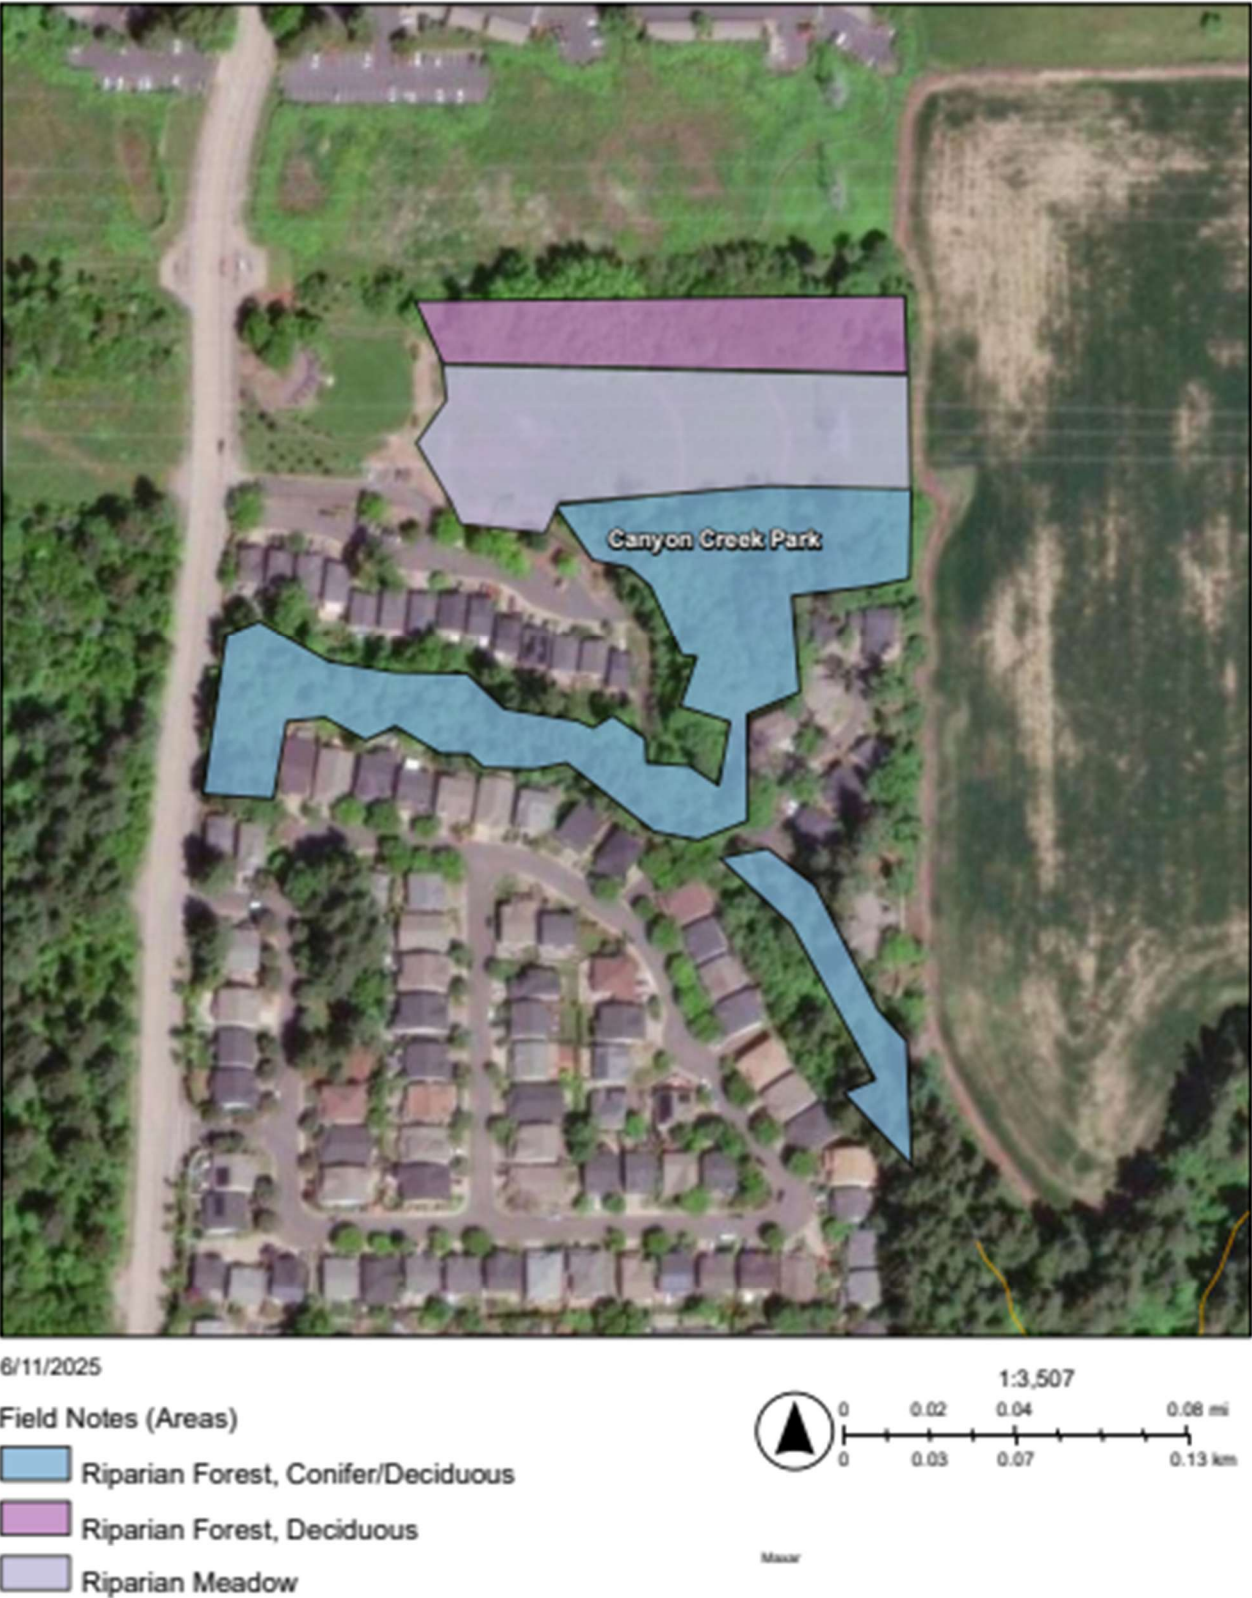 Canyon Creek Park
6/11/2025
1:3,507
Field Notes (Areas)
0 0.02 0.04 0.08 mi
0 0.03 0.07 0.13 km
Riparian Forest, Conifer/Deciduous
Riparian Forest, Deciduous
Maxar
Riparian Meadow